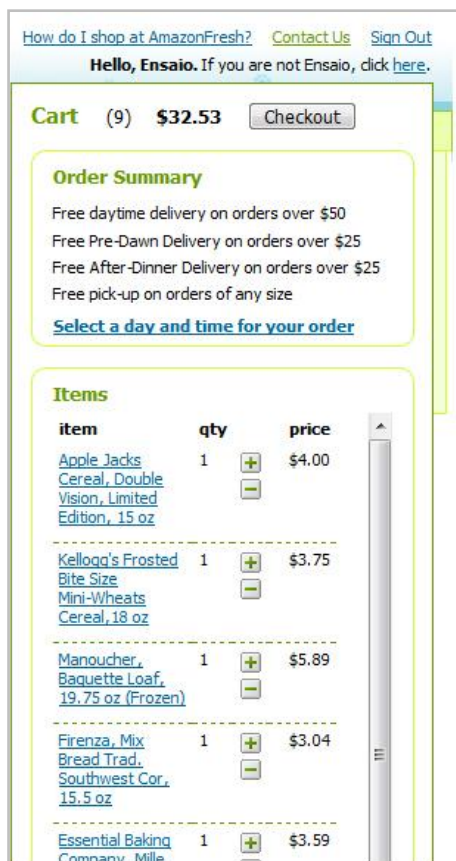 How do I shop at AmazonFresh? Contact Us Sign Out
Hello, Ensaio. If you are not Ensaio, click here.
Cart (9) $32.53 Checkout
Order Summary
Free daytime delivery on orders over $50
Free Pre-Dawn Delivery on orders over $25
Free After-Dinner Delivery on orders over $25
Free pick-up on orders of any size
Select a day and time for your order
Items
item qty price
Apple Jacks 1 $4.00
Cereal, Double
Vision, Limited
Edition, 15 oz
Kellogg's Frosted 1 $3.75
Bite Size
Mini-Wheats
Cereal,18 oz
Manoucher, 1 $5.89
Baquette Loaf,
19.75 oz (Frozen)
Firenza, Mix 1 $3.04
Bread Trad.
Southwest Cor,
15.5 oz
Essential Baking 1 $3.59
Company, Mille